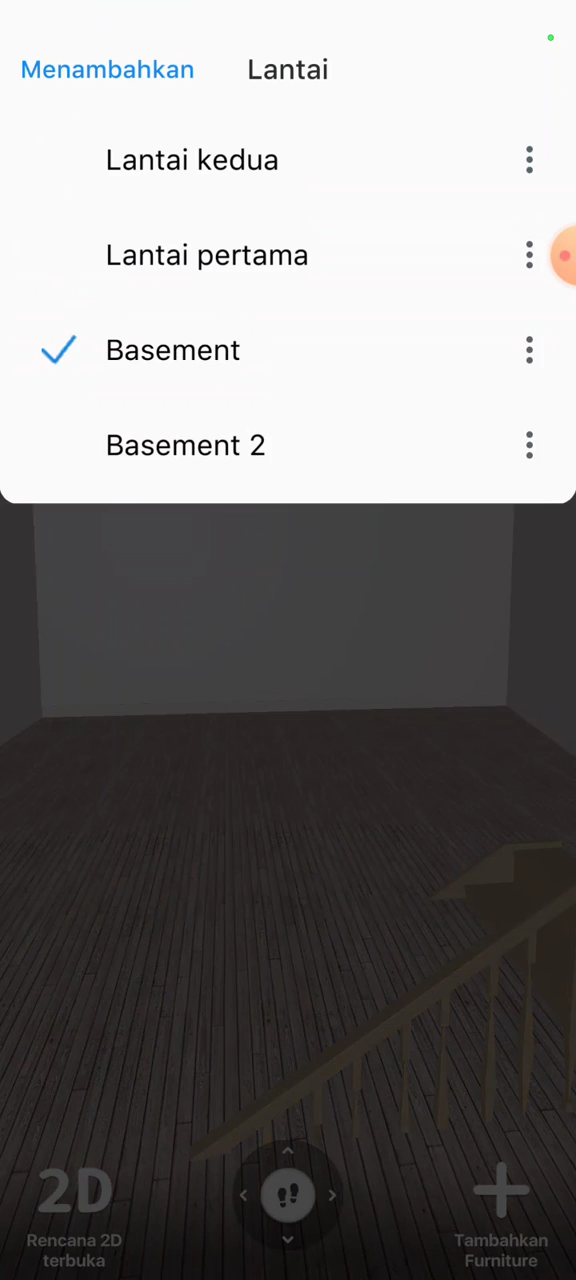 Menambahkan
Lantai
Lantai kedua
Lantai pertama
Basement
Basement 2
2D
Rencana 2D
terbuka
Tambahkan
Furniture